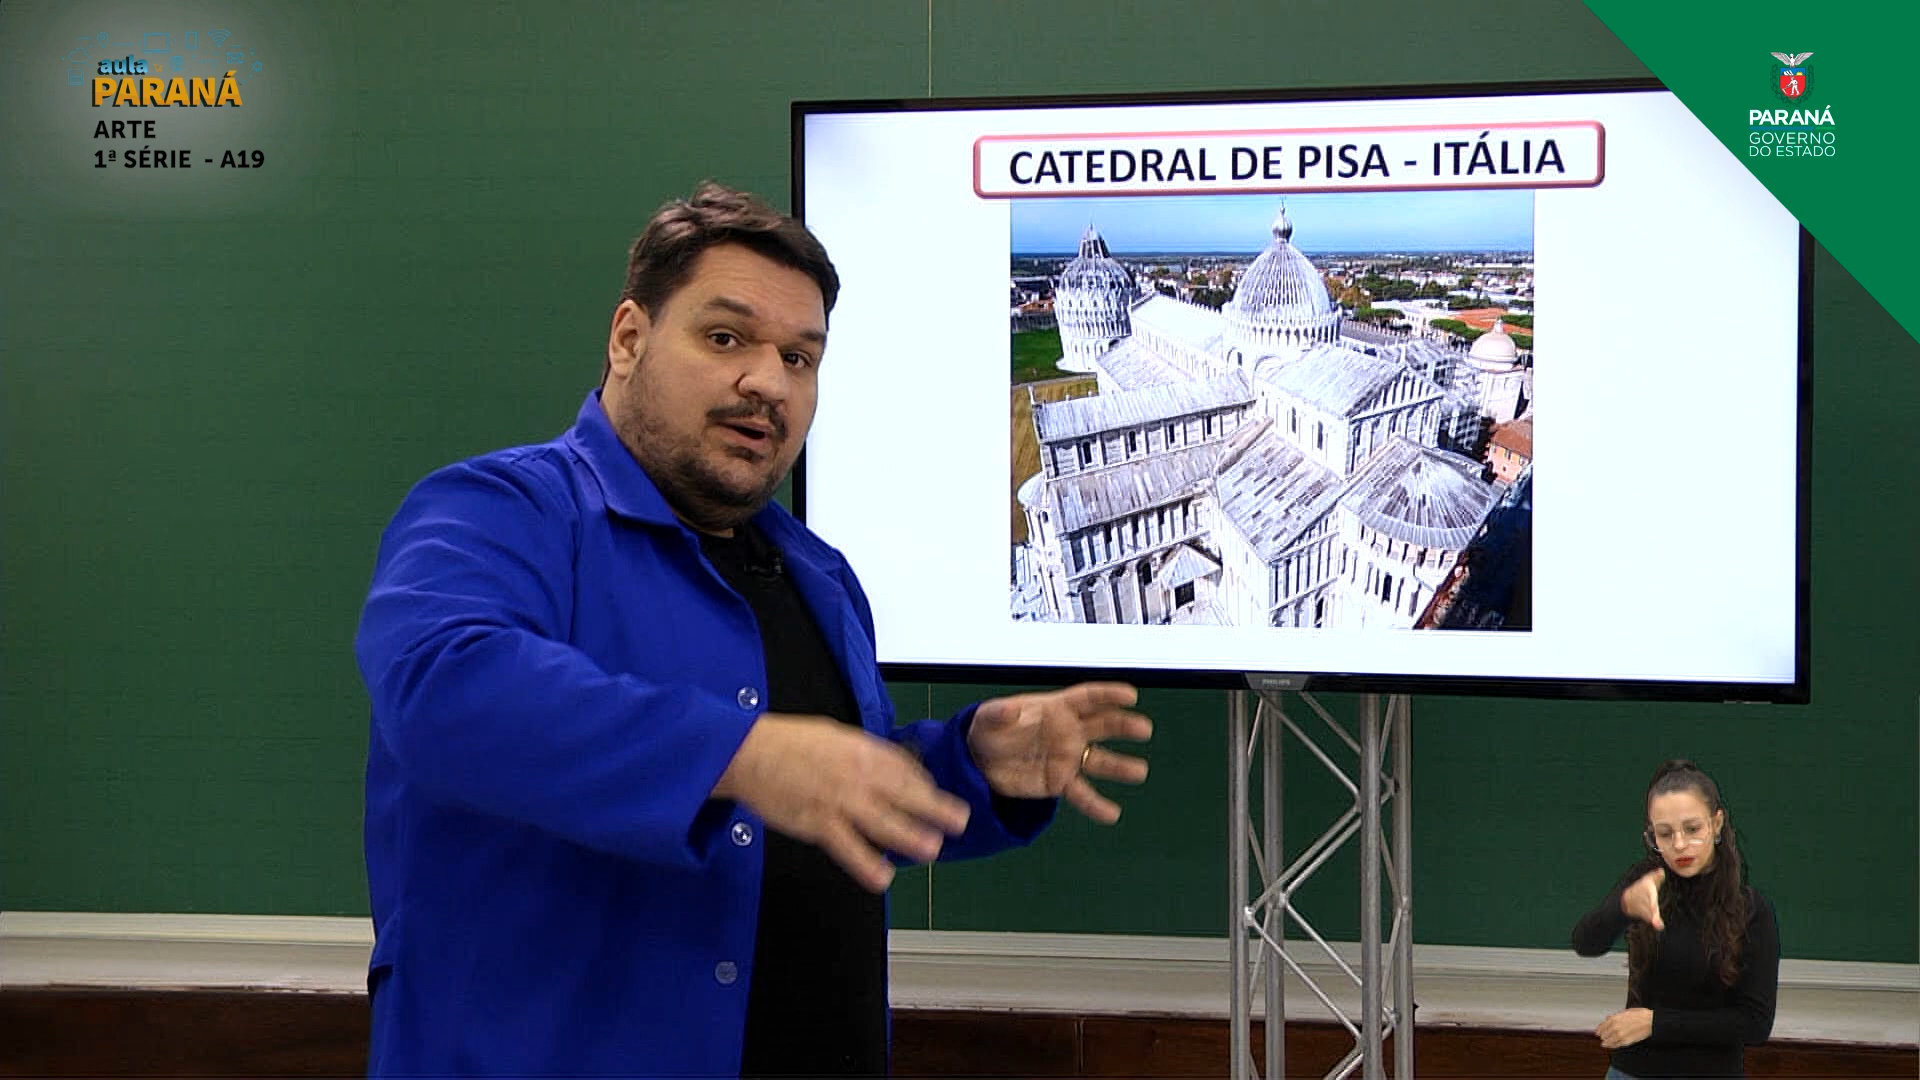 aula
PARANÁ
ARTE
1ª SÉRIE - A19
CATEDRAL DE PISA - ITÁLIA
PARANÁ
GOVERNO
DO ESTADO
PHILIPS